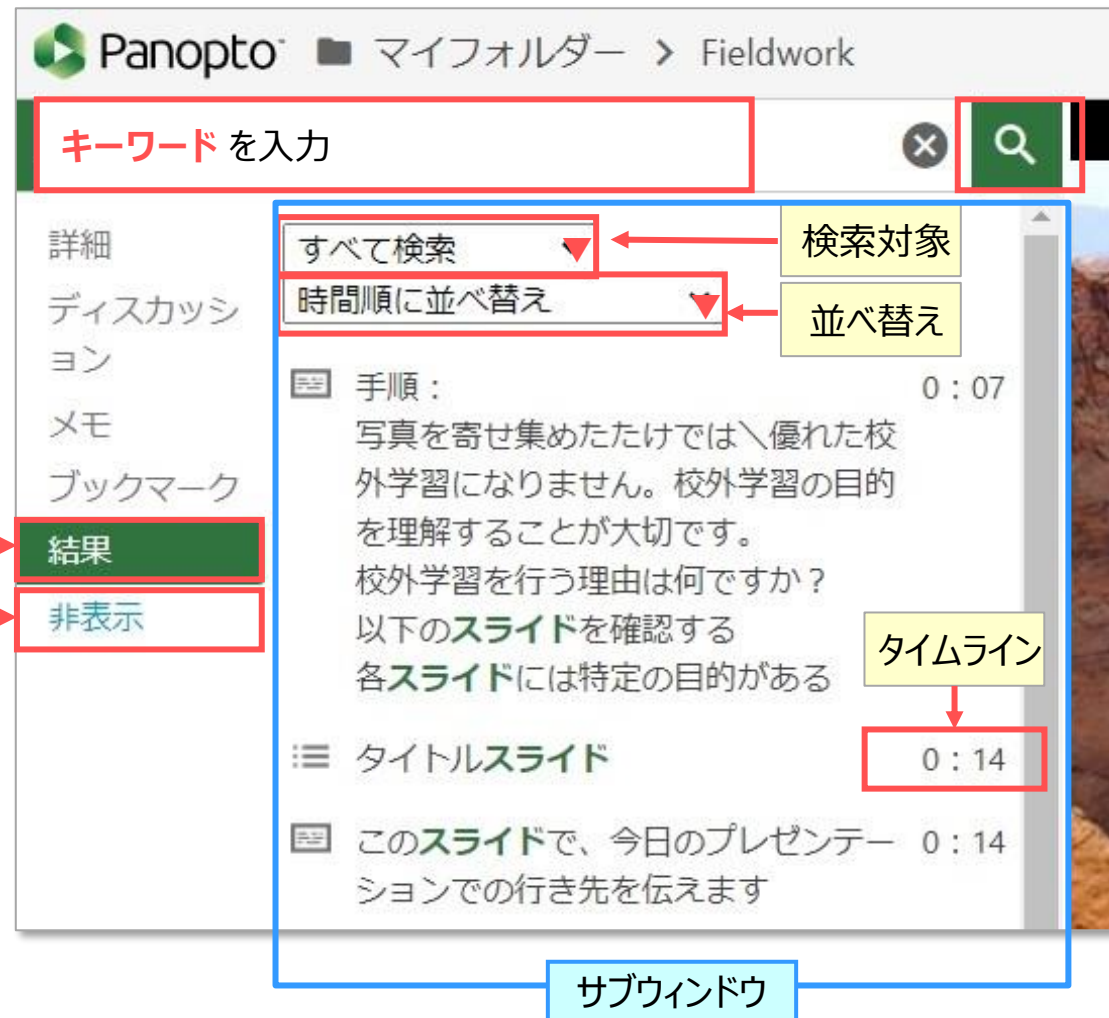 Panopto マイフォルダー > Fieldwork
キーワード を入力
詳細
ディスカッシ
ョン
メモ
ブックマーク
結果
非表示
すべて検索
検索対象
時間順に並べ替え
並べ替え
手順： 0：07
写真を寄せ集めたたけでは＼優れた校
外学習になりません。校外学習の目的
を理解することが大切です。
校外学習を行う理由は何ですか？
以下のスライドを確認する
各スライドには特定の目的がある
タイムライン
タイトルスライド 0：14
このスライドで、今日のプレゼンテー 0：14
ションでの行き先を伝えます
サブウィンドウ